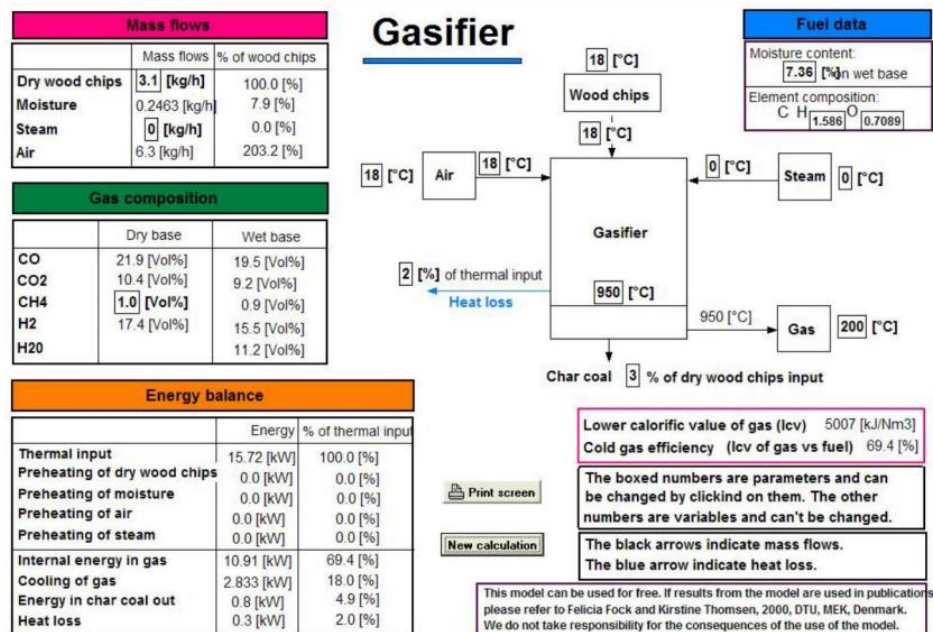 Mass flows
Mass flows % of wood chips
Dry wood chips 3.1 [kg/h] 100.0 [%]
Moisture 0.2463 [kg/h] 7.9 [%]
Steam 0 [kg/h] 0.0 [%]
Air 6.3 [kg/h] 203.2 [%]
Gas composition
Dry base Wet base
CO 21.9 [Vol%] 19.5 [Vol%]
CO2 10.4 [Vol%] 9.2 [Vol%]
CH4 1.0 [Vol%] 0.9 [Vol%]
H2 17.4 [Vol%] 15.5 [Vol%]
H20 11.2 [Vol%]
Energy balance
Energy % of thermal input
Thermal input 15.72 [kW] 100.0 [%]
Preheating of dry wood chips 0.0 [kW] 0.0 [%]
Preheating of moisture 0.0 [kW] 0.0 [%]
Preheating of air 0.0 [kW] 0.0 [%]
Preheating of steam 0.0 [kW] 0.0 [%]
Internal energy in gas 10.91 [kW] 69.4 [%]
Cooling of gas 2.833 [kW] 18.0 [%]
Energy in char coal out 0.8 [kW] 4.9 [%]
Heat loss 0.3 [kW] 2.0 [%]
Gasifier
18 [°C]
Wood chips
18 [°C]
18 [°C] Air 18 [°C]
0 [°C] Steam 0 [°C]
Gasifier
2 [%] of thermal input
Heat loss
950 [°C]
950 [°C] Gas 200 [°C]
Char coal 3 % of dry wood chips input
Fuel data
Moisture content:
7.36 [%] on wet base
Element composition:
C H 1.586 O 0.7089
Lower calorific value of gas (lcv) 5007 [kJ/Nm3]
Cold gas efficiency (lcv of gas vs fuel) 69.4 [%]
Print screen
New calculation
The boxed numbers are parameters and can
be changed by clickind on them. The other
numbers are variables and can't be changed.
The black arrows indicate mass flows.
The blue arrow indicate heat loss.
This model can be used for free. If results from the model are used in publications
please refer to Felicia Fock and Kirstine Thomsen, 2000, DTU, MEK, Denmark.
We do not take responsibility for the consequences of the use of the model.